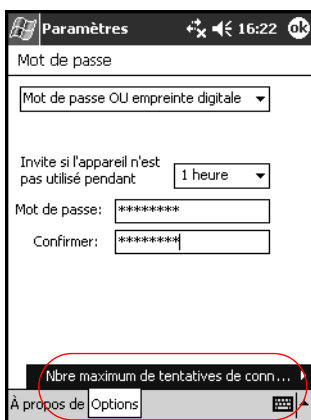 Paramètres 16:22 ok
Mot de passe
Mot de passe OU empreinte digitale
Invite si l'appareil n'est
pas utilisé pendant 1 heure
Mot de passe: ********
Confirmer: ********
Nbre maximum de tentatives de conn...
À propos de Options